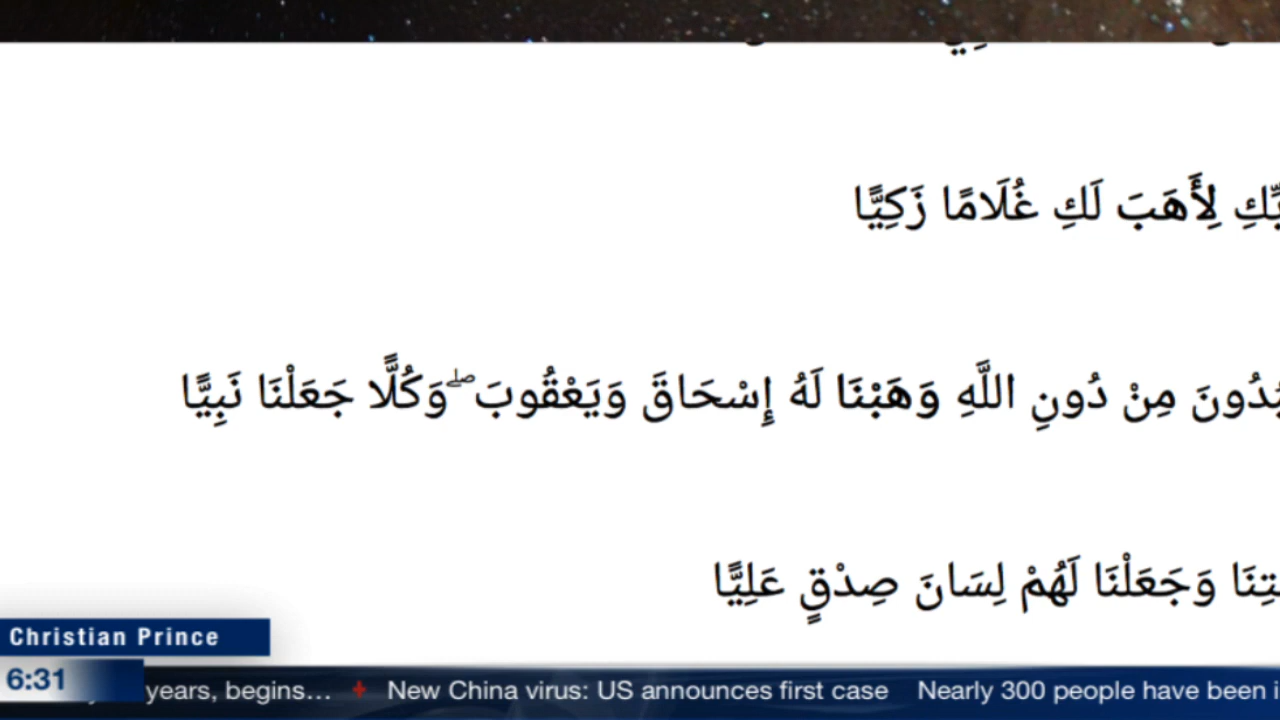 لِأَهَبَ لَكِ غُلَامًا زَكِيًّا
دُونِ اللَّهِ وَهَبْنَا لَهُ إِسْحَاقَ وَيَعْقُوبَ ۖ وَكُلًّا جَعَلْنَا نَبِيًّا مِنْ
وَجَعَلْنَا لَهُمْ لِسَانَ صِدْقٍ عَلِيًّا
Christian Prince
6:31
years, begins... New China virus: US announces first case Nearly 300 people have been